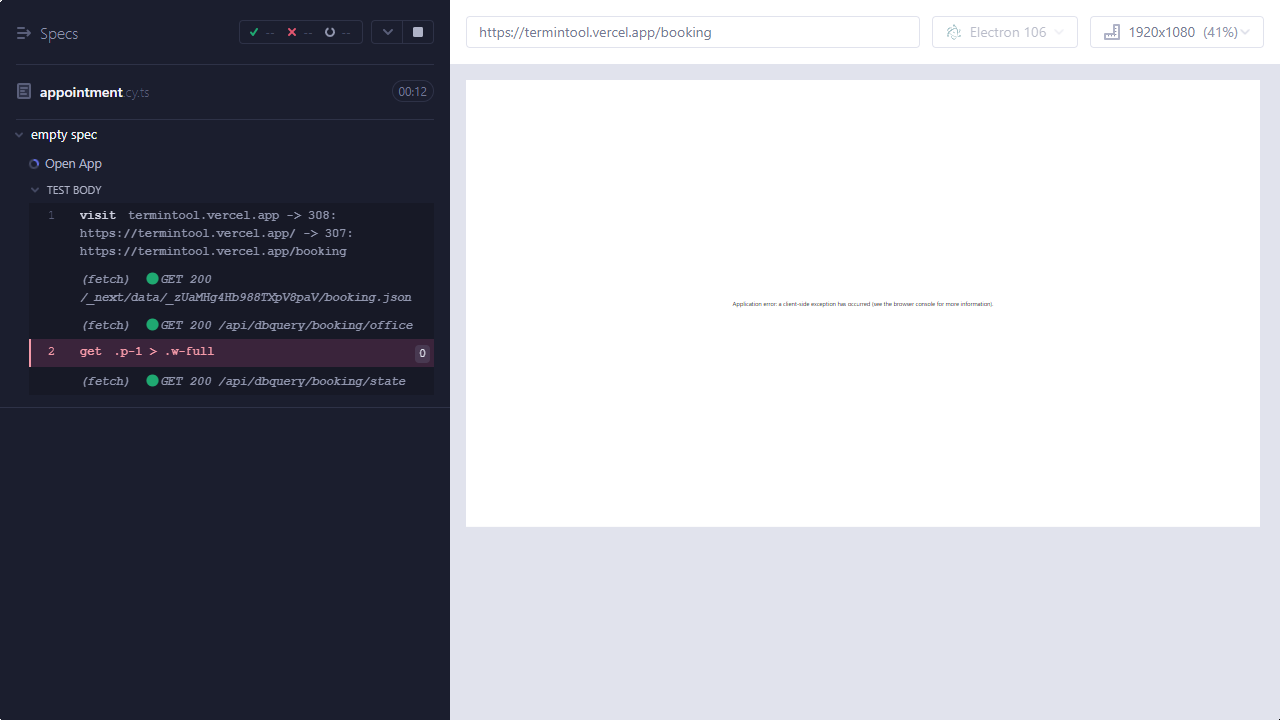 Specs
-- -- --
appointment.cy.ts
00:12
empty spec
Open App
TEST BODY
1 visit termintool.vercel.app -> 308:
https://termintool.vercel.app/ -> 307:
https://termintool.vercel.app/booking
(fetch) GET 200
/_next/data/_zUaMHg4Hb988TXpV8paV/booking.json
(fetch) GET 200 /api/dbquery/booking/office
2 get .p-1 > .w-full 0
(fetch) GET 200 /api/dbquery/booking/state
https://termintool.vercel.app/booking
Electron 106
1920x1080 (41%)
Application error: a client-side exception has occurred (see the browser console for more information).